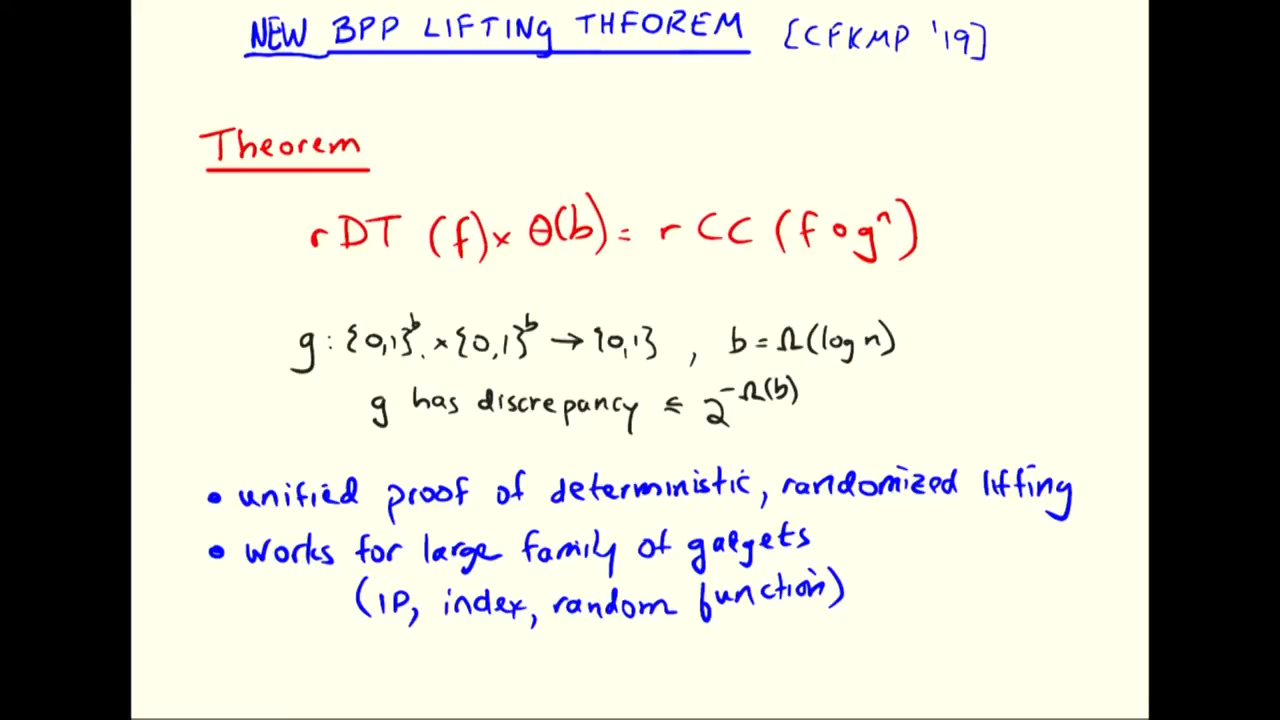 NEW BPP LIFTING THEOREM [CFKMP '19]
Theorem
rDT (f) × Θ(b) = rCC (f ∘ gⁿ)
g : {0,1}ᵇ × {0,1}ᵇ → {0,1} , b = Ω(log n)
g has discrepancy ≤ 2^{-Ω(b)}
• unified proof of deterministic, randomized lifting
• works for large family of gadgets
(IP, index, random function)